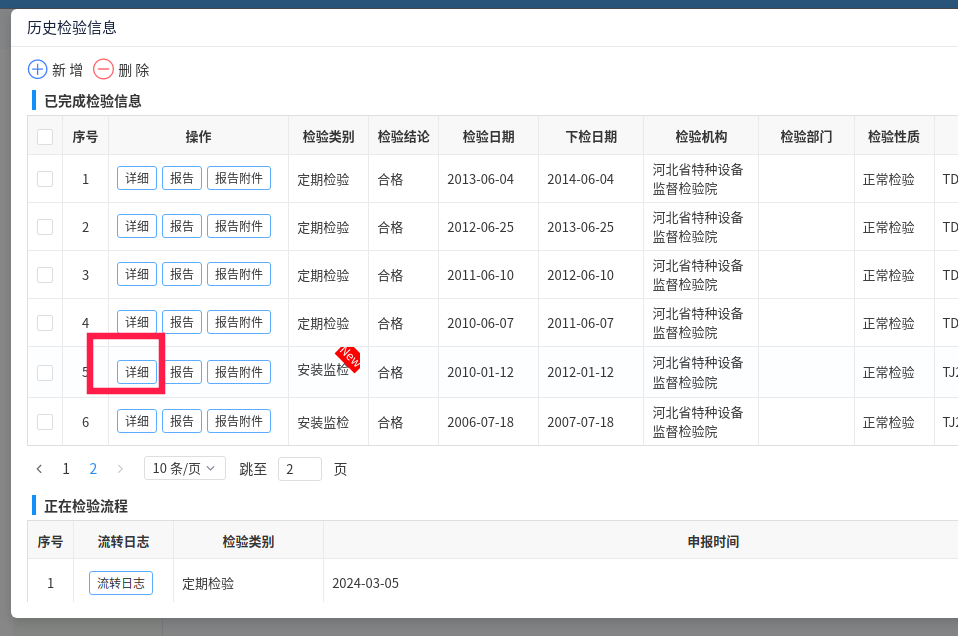 历史检验信息
新 增 删 除
已完成检验信息
序号 操作 检验类别 检验结论 检验日期 下检日期 检验机构 检验部门 检验性质
1 详细 报告 报告附件 定期检验 合格 2013-06-04 2014-06-04 河北省特种设备 正常检验 TD
监督检验院
2 详细 报告 报告附件 定期检验 合格 2012-06-25 2013-06-25 河北省特种设备 正常检验 TD
监督检验院
3 详细 报告 报告附件 定期检验 合格 2011-06-10 2012-06-10 河北省特种设备 正常检验 TD
监督检验院
4 详细 报告 报告附件 定期检验 合格 2010-06-07 2011-06-07 河北省特种设备 正常检验 TD
监督检验院
5 详细 报告 报告附件 安装监检 New 合格 2010-01-12 2012-01-12 河北省特种设备 正常检验 TJ2
监督检验院
6 详细 报告 报告附件 安装监检 合格 2006-07-18 2007-07-18 河北省特种设备 正常检验 TJ2
监督检验院
1 2 10 条/页 跳至 2 页
正在检验流程
序号 流转日志 检验类别 申报时间
1 流转日志 定期检验 2024-03-05